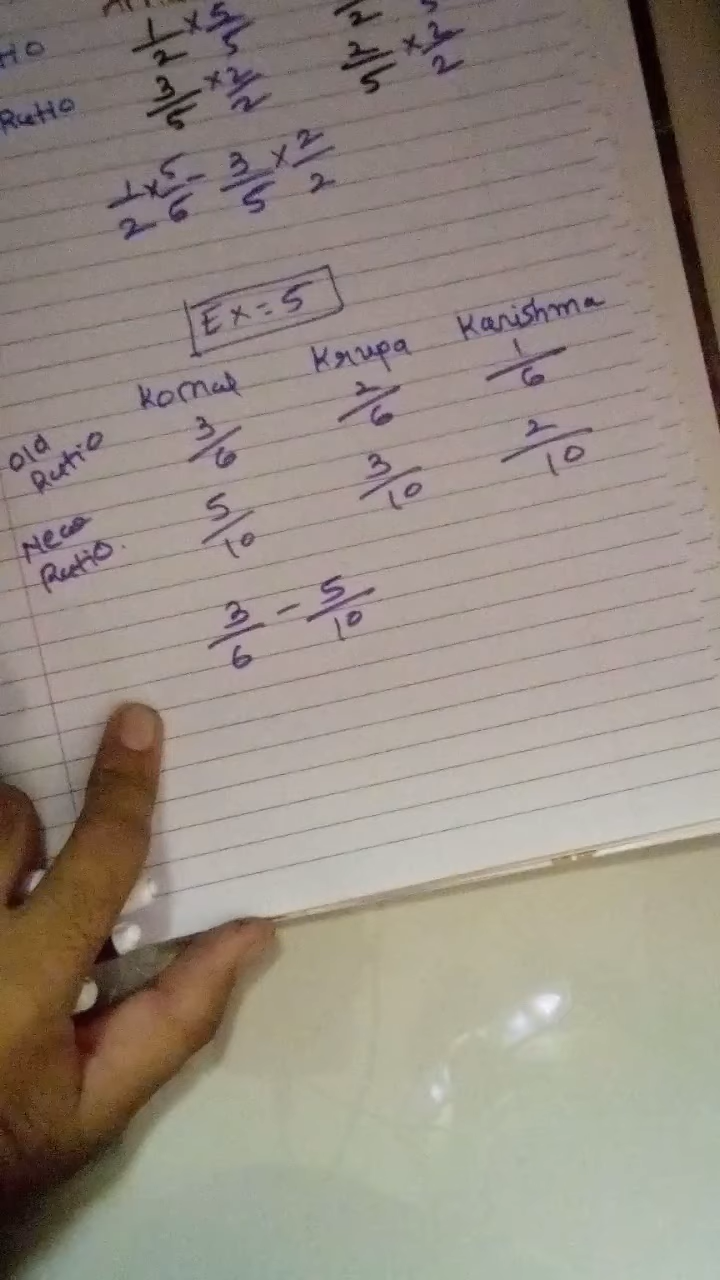 1/2 × 5/5 2/5 × 2/2
Ratio 3/5 × 2/2
1/2 × 5/6 - 3/5 × 2/2
Ex = 5
Komal Krupa Karishma
Old Ratio 3/6 2/6 1/6
New Ratio. 5/10 3/10 2/10
3/6 - 5/10